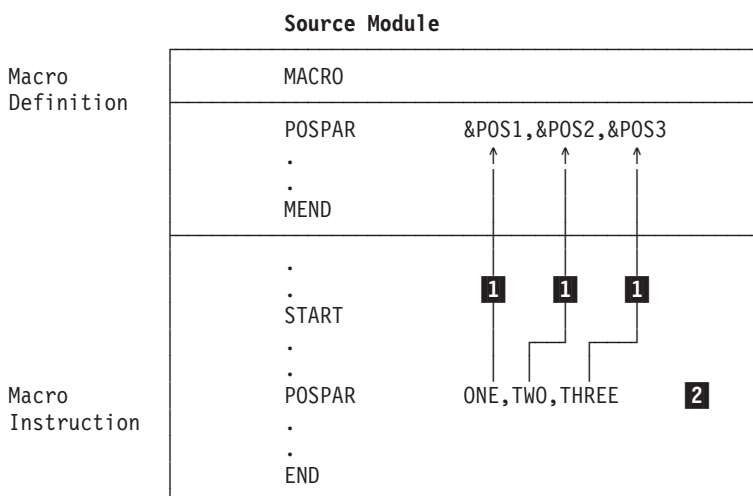 Source Module
Macro MACRO
Definition
POSPAR &POS1,&POS2,&POS3
.
.
MEND
.
. 1 1 1
START
.
.
Macro POSPAR ONE,TWO,THREE 2
Instruction .
.
END